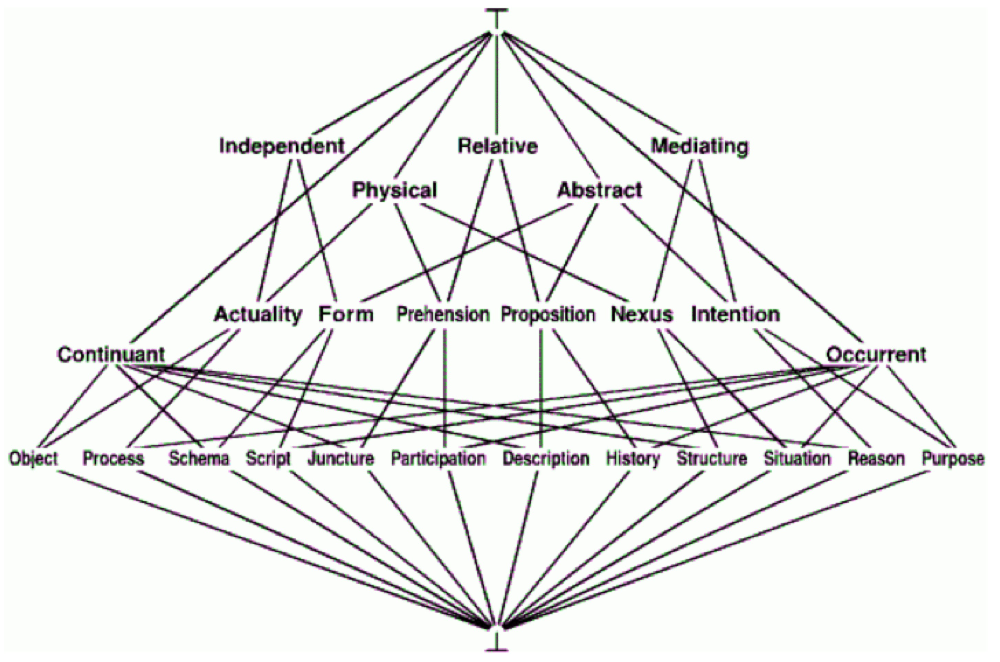 Independent Relative Mediating
Physical Abstract
Actuality Form Prehension Proposition Nexus Intention
Continuant Occurrent
Object Process Schema Script Juncture Participation Description History Structure Situation Reason Purpose